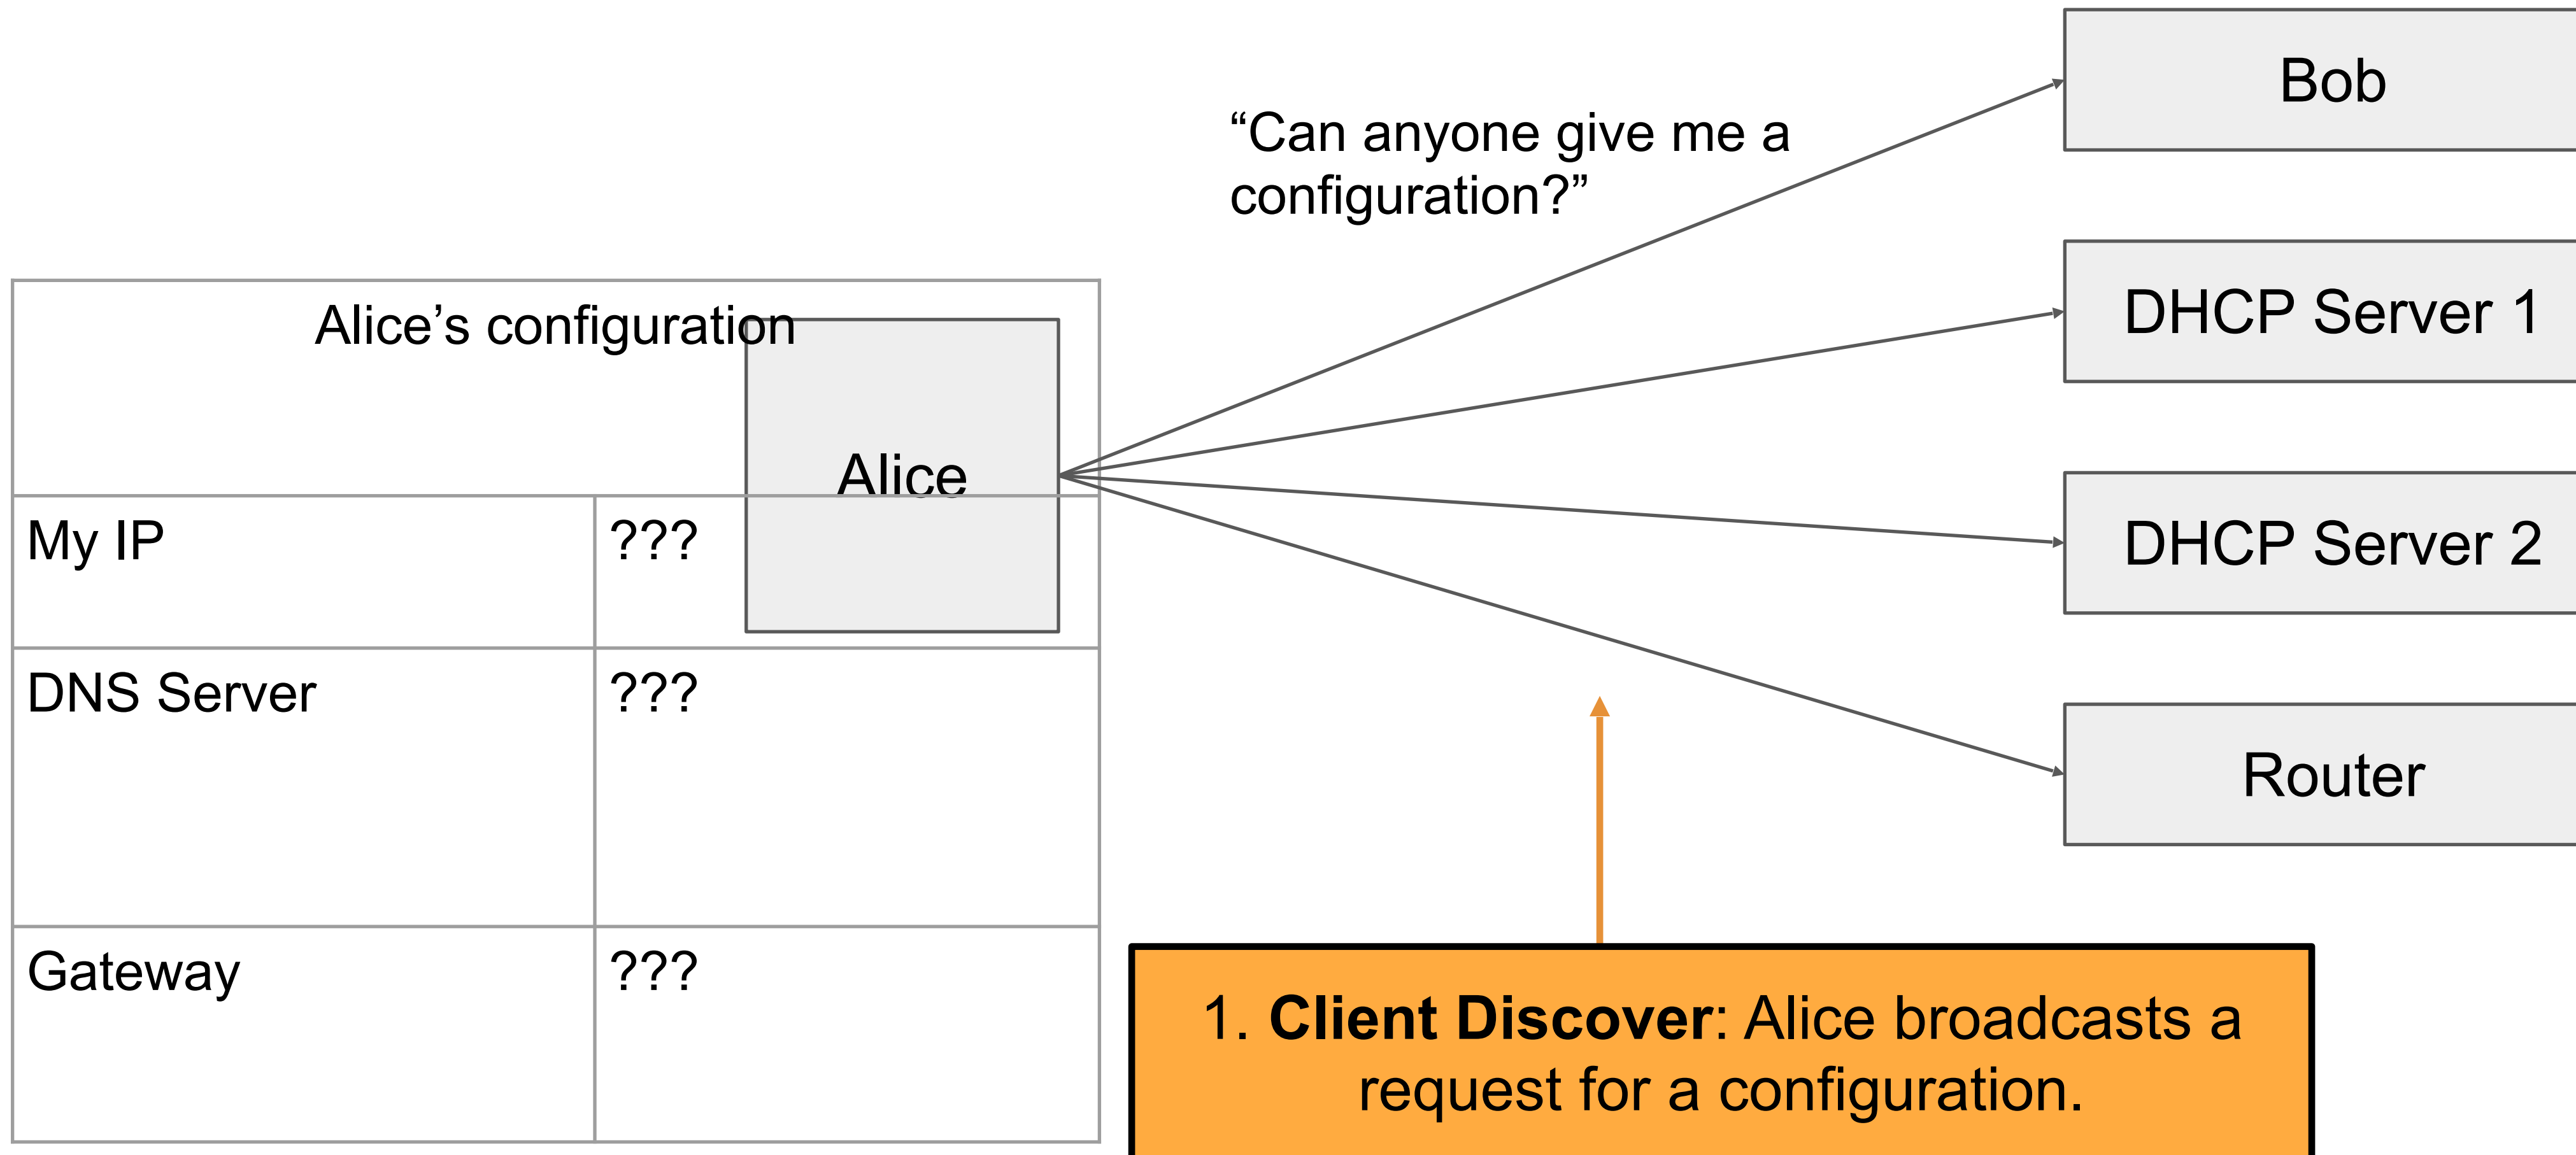 Bob
“Can anyone give me a
configuration?”
DHCP Server 1
Alice’s configuration
Alice
My IP
???
DHCP Server 2
DNS Server
???
Router
Gateway
???
1. Client Discover: Alice broadcasts a
request for a configuration.